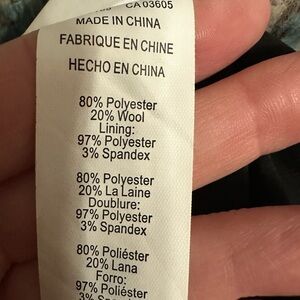 CA 03605
MADE IN CHINA
FABRIQUE EN CHINE
HECHO EN CHINA
80% Polyester
20% Wool
Lining:
97% Polyester
3% Spandex
80% Polyester
20% La Laine
Doublure:
97% Polyester
3% Spandex
80% Poliéster
20% Lana
Forro:
97% Poliéster
3%